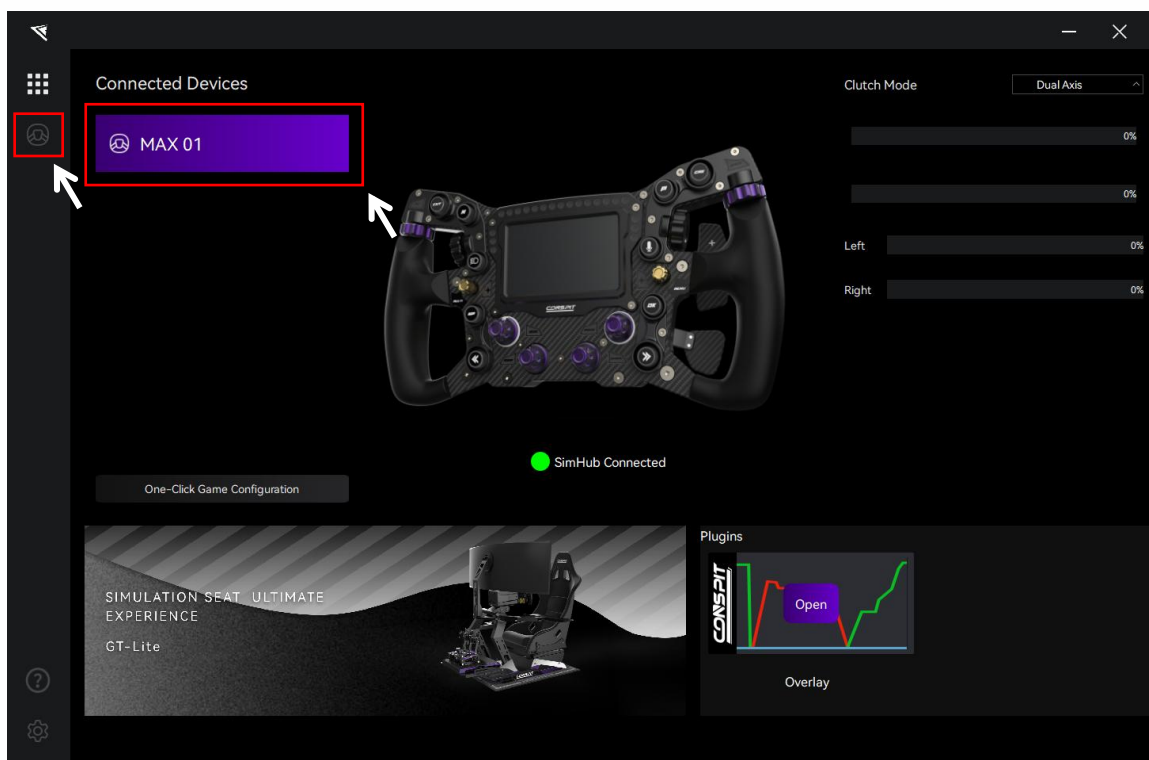 Connected Devices
MAX 01
Clutch Mode
Dual Axis
0%
0%
Left
0%
Right
0%
CONSPIT
SimHub Connected
One-Click Game Configuration
SIMULATION SEAT ULTIMATE
EXPERIENCE
GT-Lite
Plugins
CONSPIT
Open
Overlay